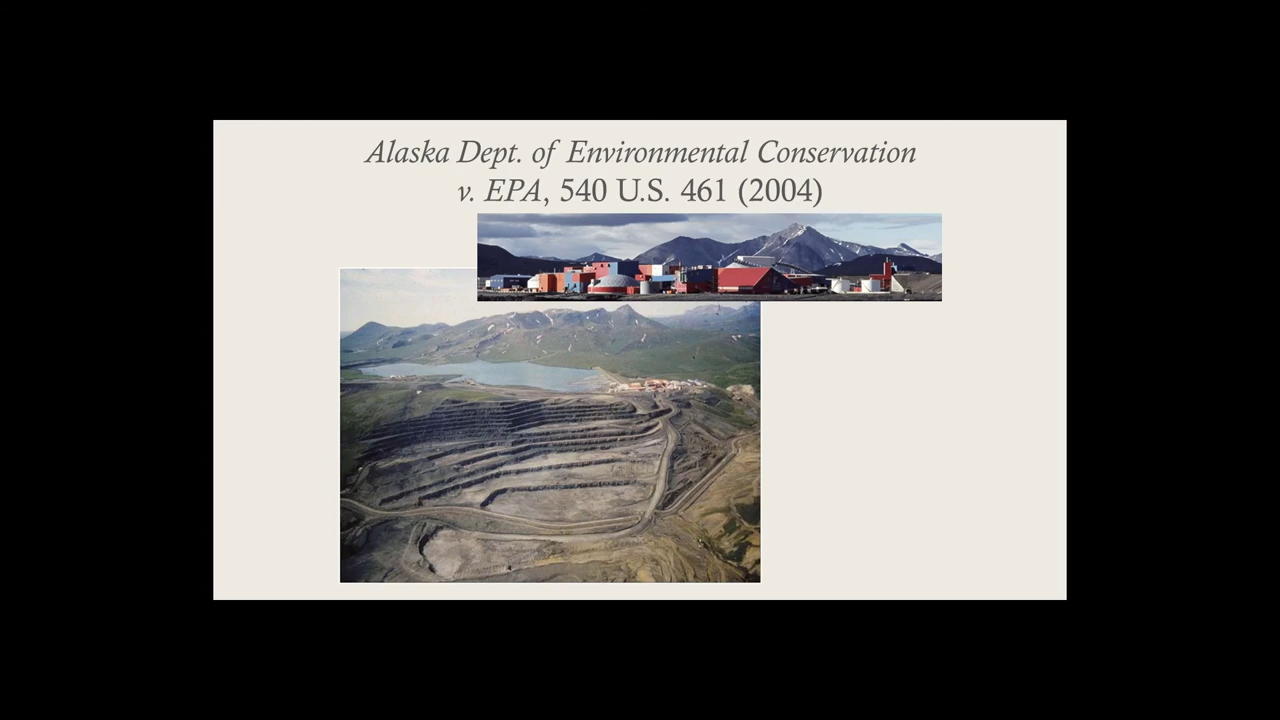 Alaska Dept. of Environmental Conservation
v. EPA, 540 U.S. 461 (2004)